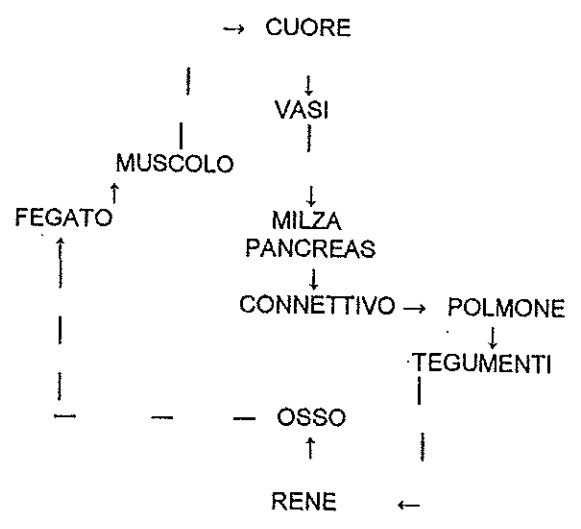 → CUORE
↓
VASI
MUSCOLO
↑
FEGATO
↓
MILZA
PANCREAS
↓
CONNETTIVO → POLMONE
↓
TEGUMENTI
OSSO
↑
RENE ←